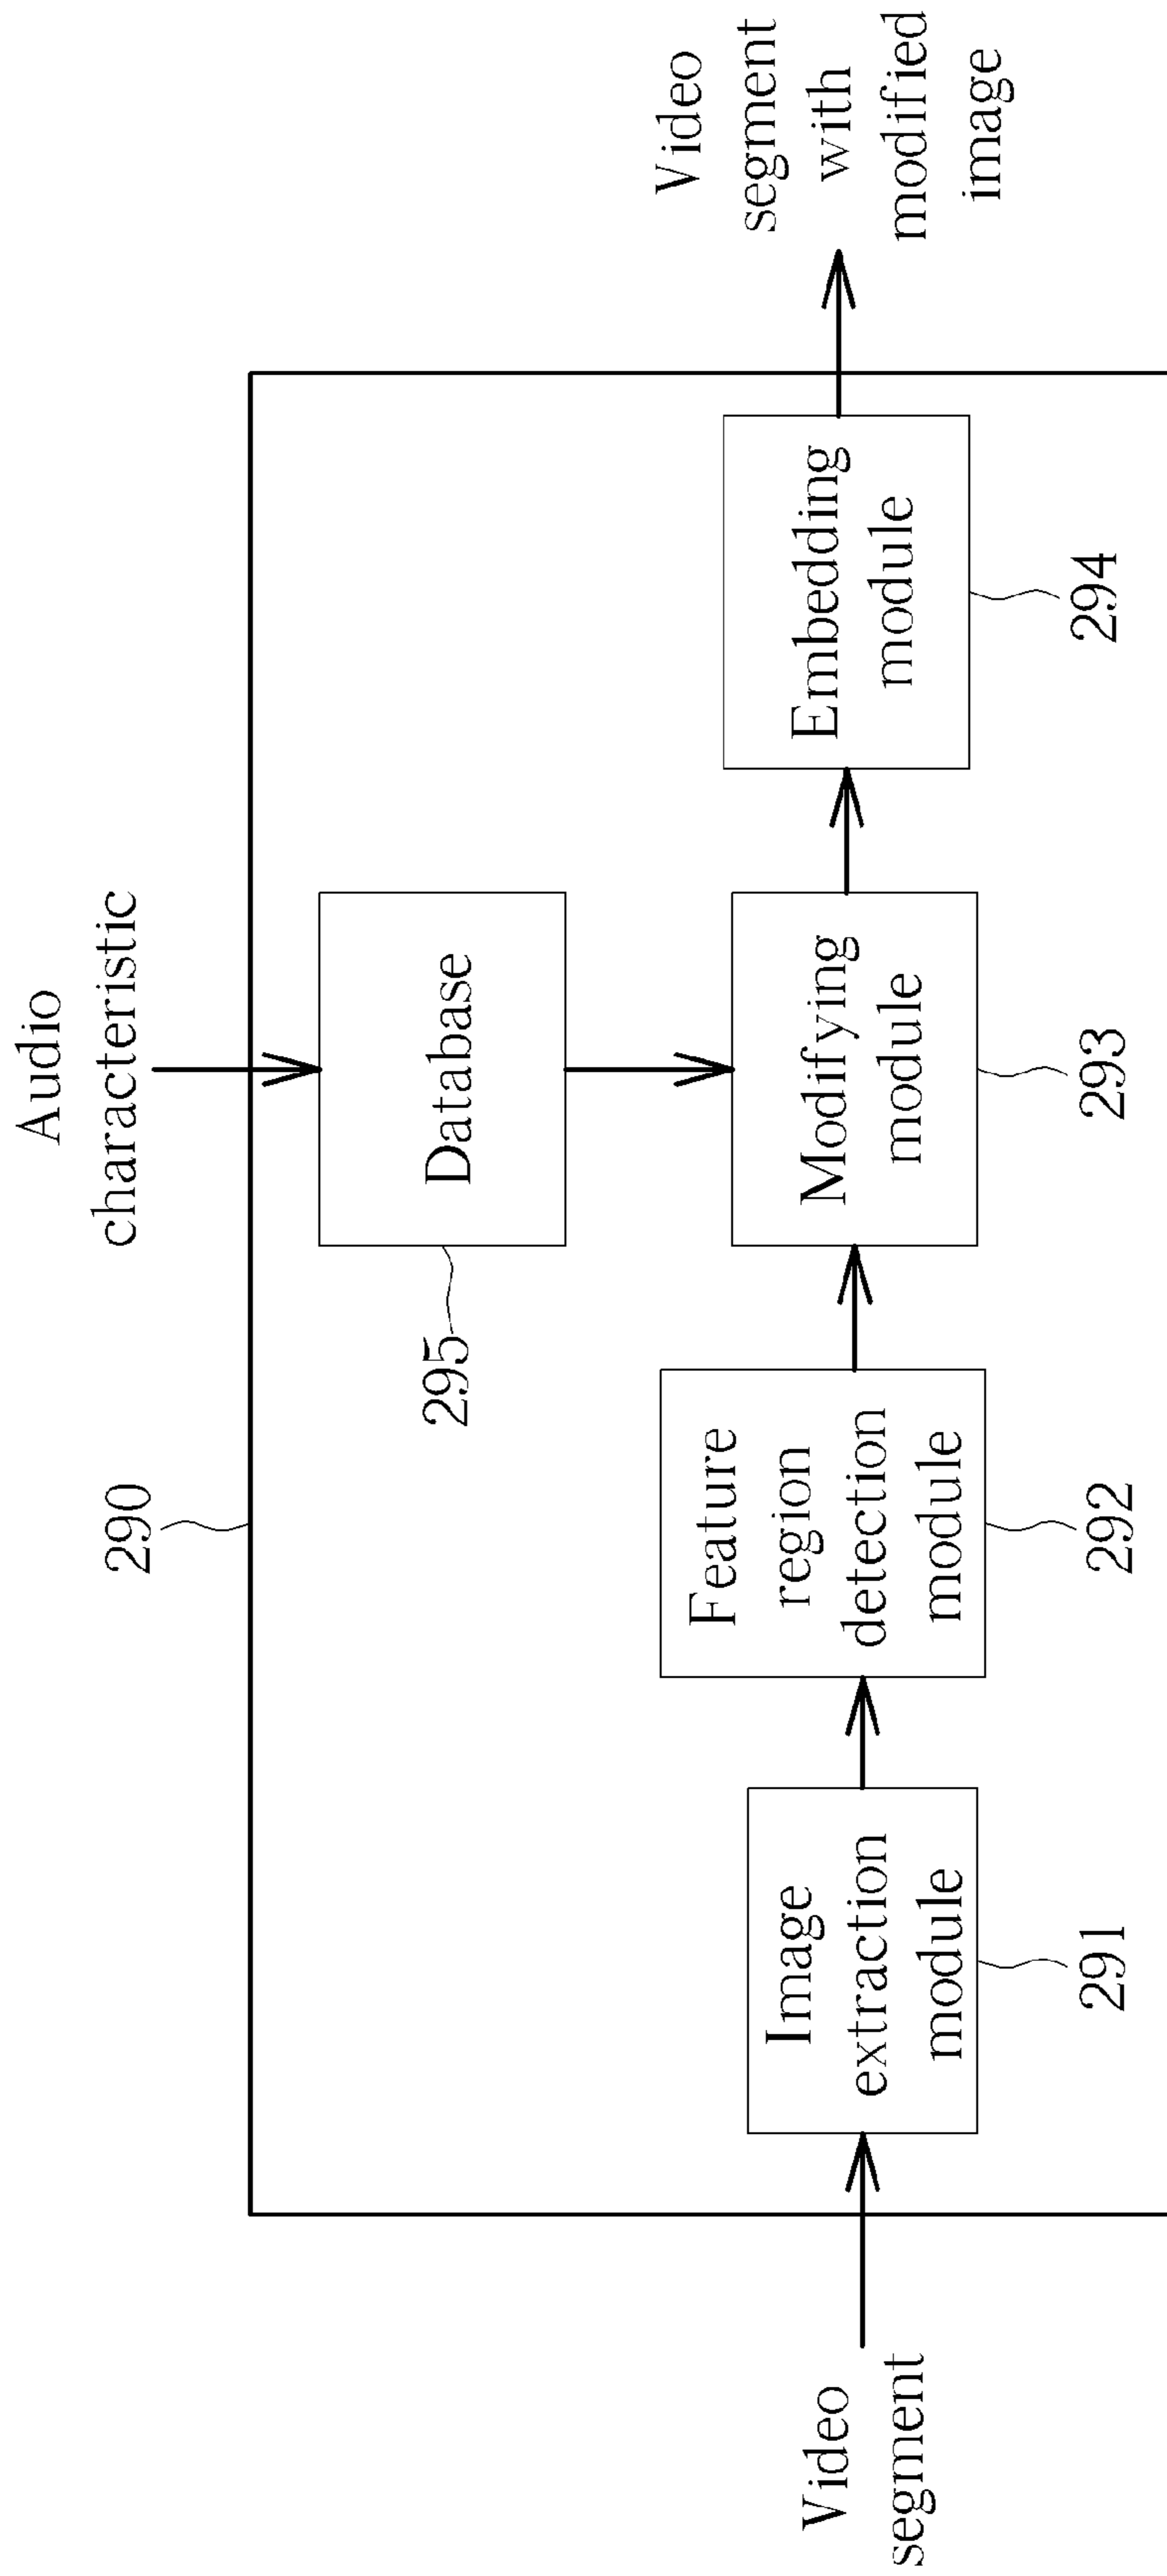 Audio
characteristic
290
295
Database
Video
segment
Image
extraction
module
291
Feature
region
detection
module
292
Modifying
module
293
Embedding
module
294
Video
segment
with
modified
image